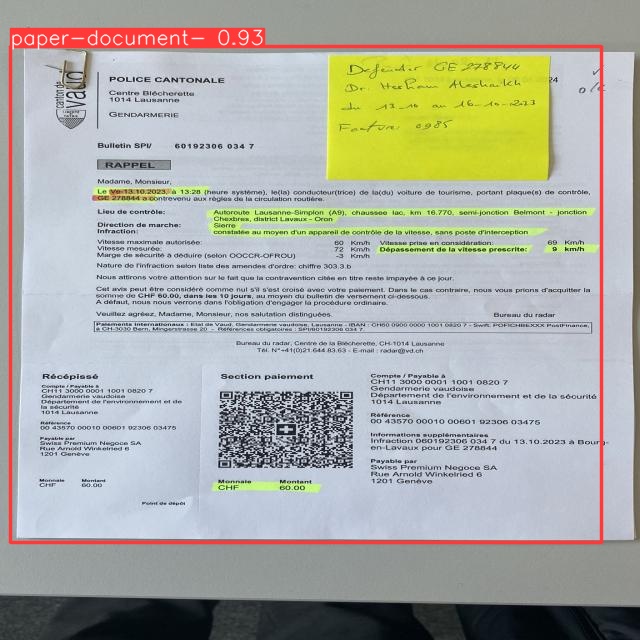 paper-document- 0.93
canton de
vaud
LIBERTÉ
ET
PATRIE
POLICE CANTONALE
Centre Blécherette
1014 Lausanne
GENDARMERIE
24
Defender GE 278844
Dr. Hesham Aleshaikh
du 13-10 au 16-10-2023
Facture: 0985
Bulletin SPI/ 60192306 034 7
RAPPEL
Madame, Monsieur,
Le Ve-13.10.2023, à 13:28 (heure système), le(la) conducteur(trice) de la(du) voiture de tourisme, portant plaque(s) de contrôle,
GE 278844 a contrevenu aux règles de la circulation routière.
Lieu de contrôle: Autoroute Lausanne-Simplon (A9), chaussee lac, km 16.770, semi-jonction Belmont - jonction
Chexbres, district Lavaux - Oron
Direction de marche: Sierre
Infraction: constatée au moyen d'un appareil de contrôle de la vitesse, sans poste d'interception
Vitesse maximale autorisée: 60 Km/h Vitesse prise en considération: 69 Km/h
Vitesse mesurée: 72 Km/h Dépassement de la vitesse prescrite: 9 km/h
Marge de sécurité à déduire (selon OOCCR-OFROU) -3 Km/h
Nature de l'infraction selon liste des amendes d'ordre: chiffre 303.3.b
Nous attirons votre attention sur le fait que la contravention citée en titre reste impayée à ce jour.
Cet avis peut être considéré comme nul s'il s'est croisé avec votre paiement. Dans le cas contraire, nous vous prions d'acquitter la
somme de CHF 60.00, dans les 10 jours, au moyen du bulletin de versement ci-dessous.
A défaut, nous nous verrons dans l'obligation d'engager la procédure ordinaire.
Veuillez agréer, Madame, Monsieur, nos salutation distinguées. Bureau du radar
Paiements Internationaux : Etat de Vaud, Gendarmerie vaudoise, Lausanne - IBAN : CH60 0900 0000 1001 0820 7 - Swift: POFICHBEXXX PostFinance,
à CH-3030 Bern, Mingerstrasse 20 - Références obligatoires : SPI/60192306 034 7
Bureau du radar, Centre de la Blécherette, CH-1014 Lausanne
Tél. N°+41(0)21.644.83.63 - E-mail : radar@vd.ch
Récépissé
Compte / Payable à
CH11 3000 0001 1001 0820 7
Gendarmerie vaudoise
Département de l'environnement et de
la sécurité
1014 Lausanne
Référence
00 43570 00010 00601 92306 03475
Payable par
Swiss Premium Negoce SA
Rue Arnold Winkelried 6
1201 Genève
Monnaie Montant
CHF 60.00
Point de dépôt
Section paiement
Monnaie Montant
CHF 60.00
Compte / Payable à
CH11 3000 0001 1001 0820 7
Gendarmerie vaudoise
Département de l'environnement et de la sécurité
1014 Lausanne
Référence
00 43570 00010 00601 92306 03475
Informations supplémentaires
Infraction 060192306 034 7 du 13.10.2023 à Bourg-
en-Lavaux pour GE 278844
Payable par
Swiss Premium Negoce SA
Rue Arnold Winkelried 6
1201 Genève